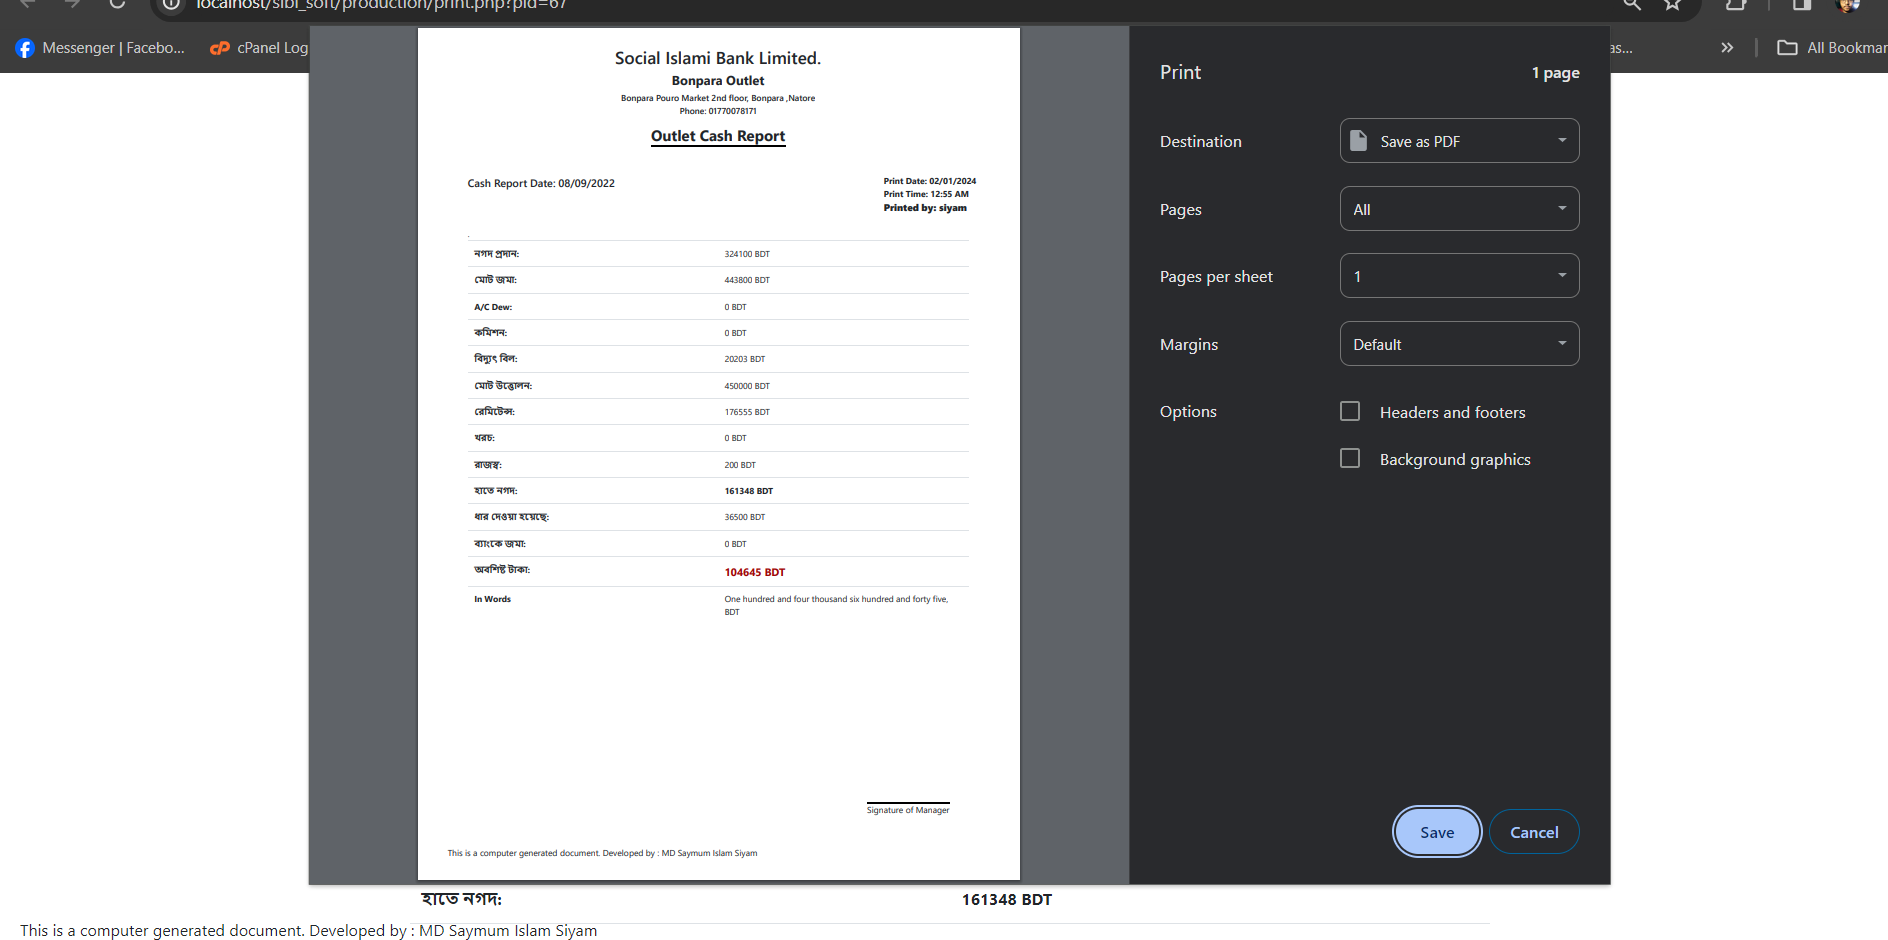 localhost/sibl_soft/production/print.php?pid=67
Messenger | Facebo...
cPanel Log
as...
All Bookmar
Social Islami Bank Limited.
Bonpara Outlet
Bonpara Pouro Market 2nd floor, Bonpara ,Natore
Phone: 01770078171
Outlet Cash Report
Cash Report Date: 08/09/2022
Print Date: 02/01/2024
Print Time: 12:55 AM
Printed by: siyam
নগদ প্রদান: 324100 BDT
মোট জমা: 443800 BDT
A/C Dew: 0 BDT
কমিশন: 0 BDT
বিদ্যুৎ বিল: 20203 BDT
মোট উত্তোলন: 450000 BDT
রেমিটেন্স: 176555 BDT
খরচ: 0 BDT
রাজস্ব: 200 BDT
হাতে নগদ: 161348 BDT
ধার দেওয়া হয়েছে: 36500 BDT
ব্যাংকে জমা: 0 BDT
অবশিষ্ট টাকা: 104645 BDT
In Words One hundred and four thousand six hundred and forty five,
BDT
Signature of Manager
This is a computer generated document. Developed by : MD Saymum Islam Siyam
Print 1 page
Destination Save as PDF
Pages All
Pages per sheet 1
Margins Default
Options Headers and footers
Background graphics
Save Cancel
হাতে নগদ: 161348 BDT
This is a computer generated document. Developed by : MD Saymum Islam Siyam